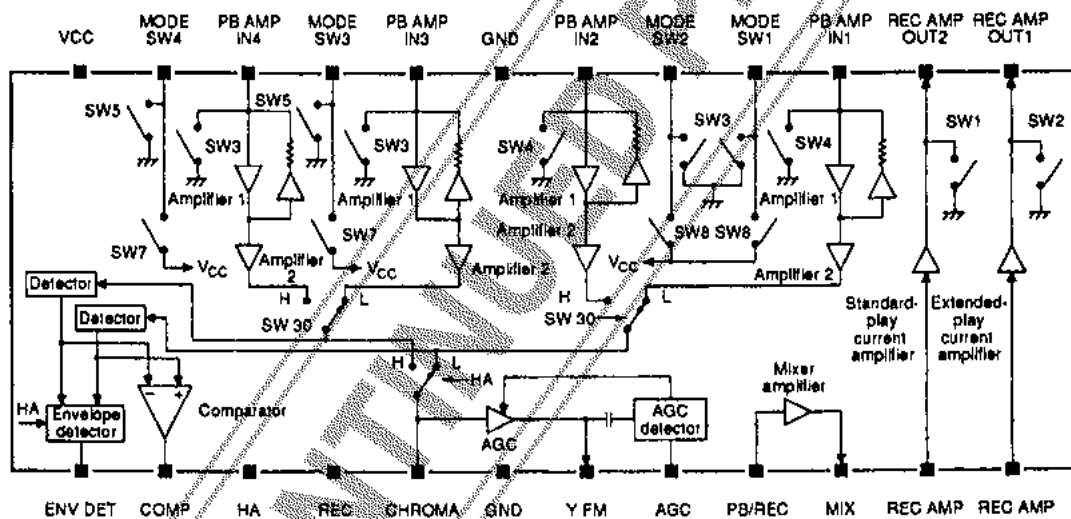 VCC
MODE SW4
PB AMP IN4
MODE SW3
PB AMP IN3
GND
PB AMP IN2
MODE SW2
MODE SW1
PB AMP IN1
REC AMP OUT2
REC AMP OUT1
SW5
SW3
SW5
SW3
SW4
SW3
SW4
SW1
SW2
Amplifier 1
Amplifier 1
Amplifier 1
Amplifier 1
SW7
VCC
Amplifier 2
SW7
VCC
Amplifier 2
Amplifier 2
SW8
SW8
VCC
Amplifier 2
H
L
SW 30
H
L
SW 30
Detector
Detector
Standard-play current amplifier
Extended-play current amplifier
H
L
HA
HA
Envelope detector
−
+
Comparator
AGC
AGC detector
Mixer amplifier
ENV DET
COMP
HA
REC
CHROMA
GND
Y FM
AGC
PB/REC
MIX
REC AMP
REC AMP